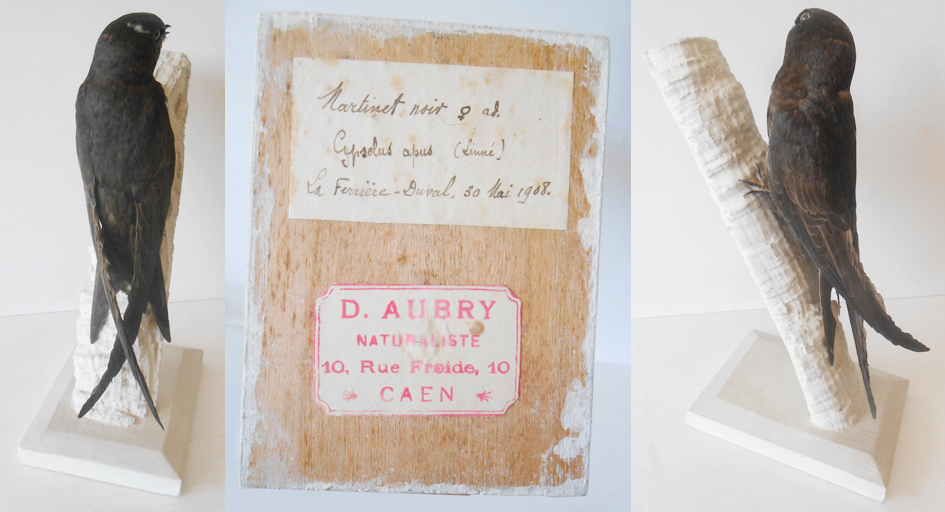 Martinet noir ♀ ad.
Cypselus apus (Linné)
La Ferrière-Duval, 30 Mai 1908.
D. AUBRY
NATURALISTE
10, Rue Froide, 10
CAEN